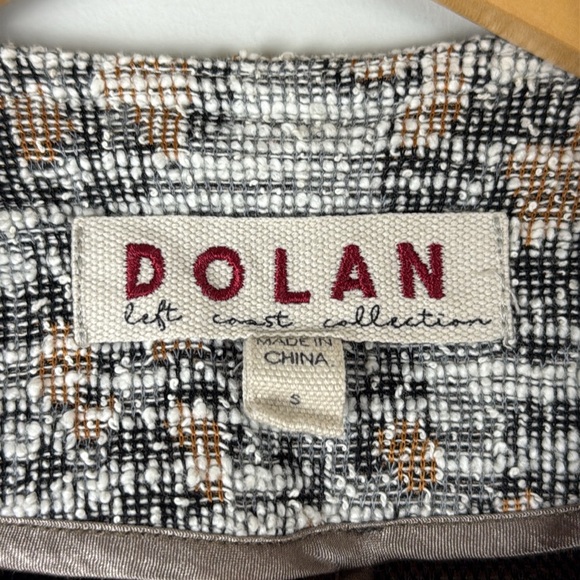 DOLAN
left coast collection
MADE IN
CHINA
S